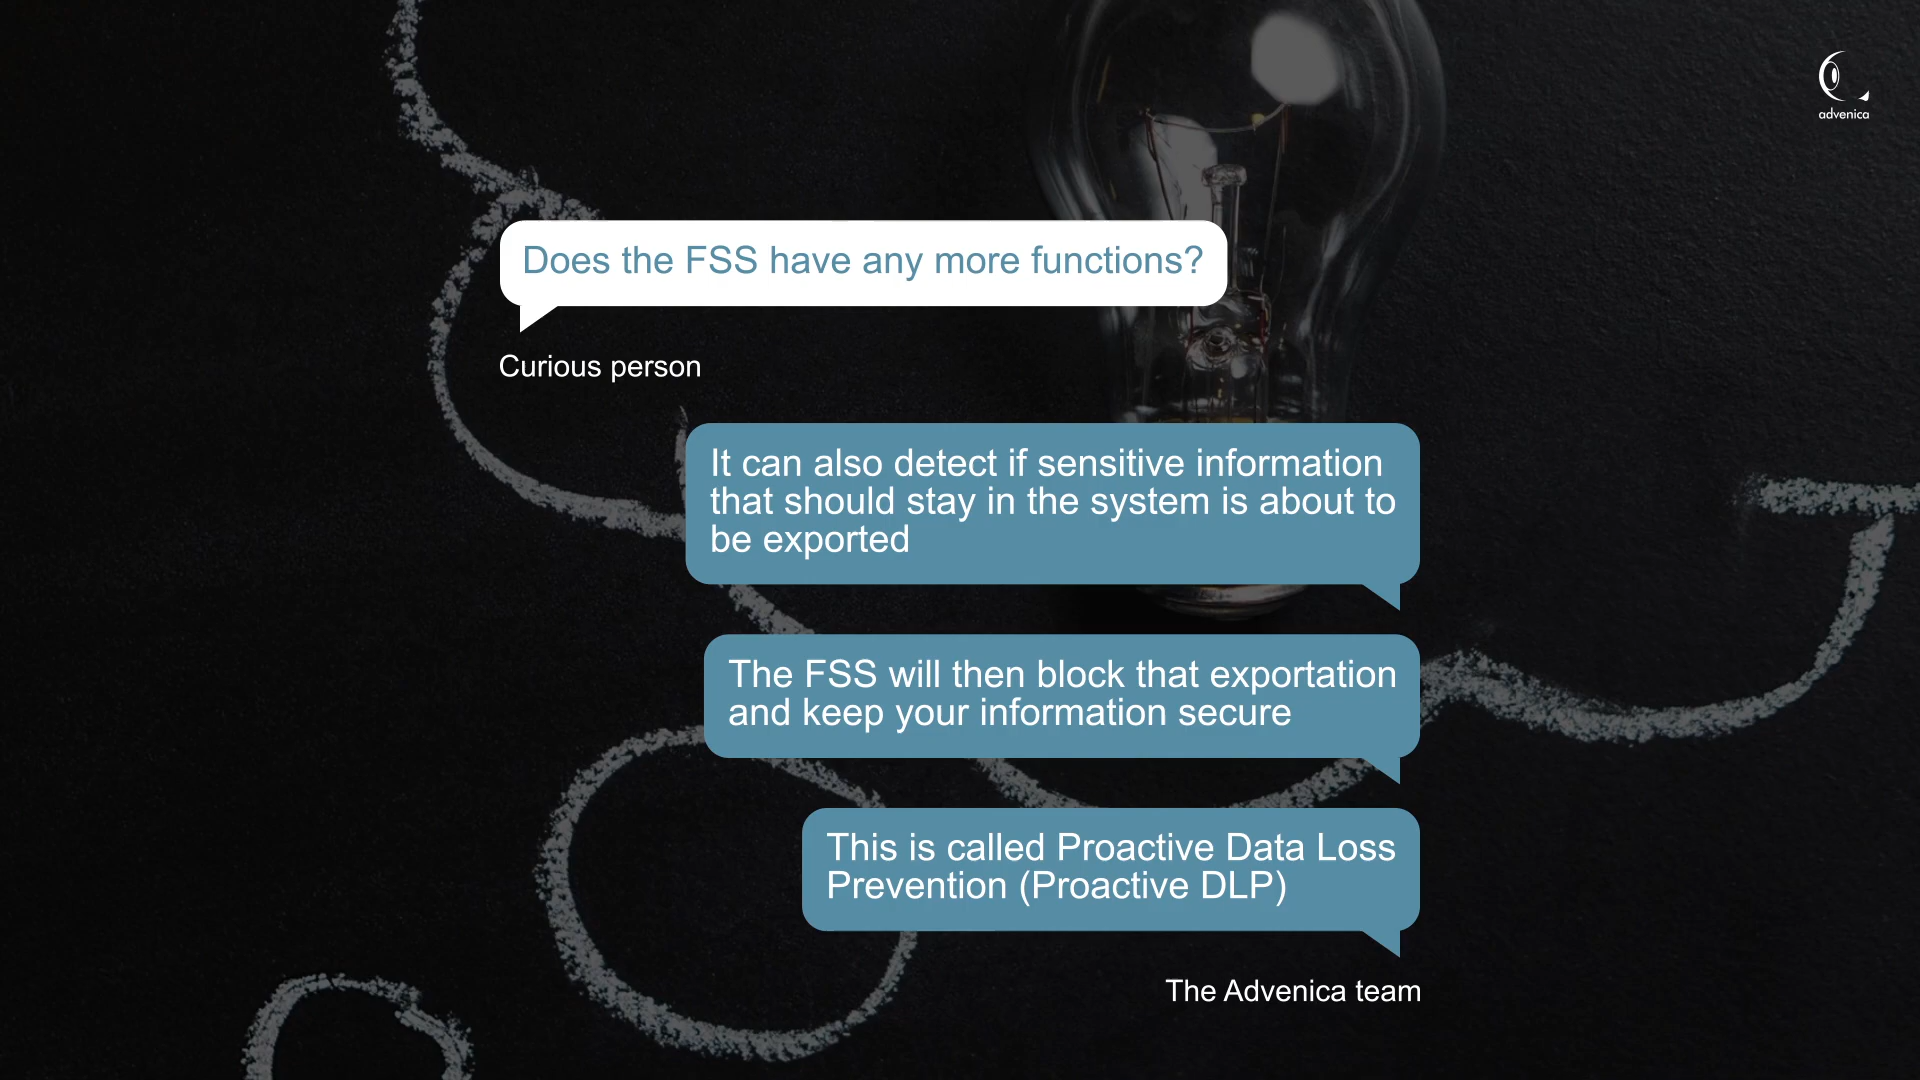 advenica
Does the FSS have any more functions?
Curious person
It can also detect if sensitive information
that should stay in the system is about to
be exported
The FSS will then block that exportation
and keep your information secure
This is called Proactive Data Loss
Prevention (Proactive DLP)
The Advenica team